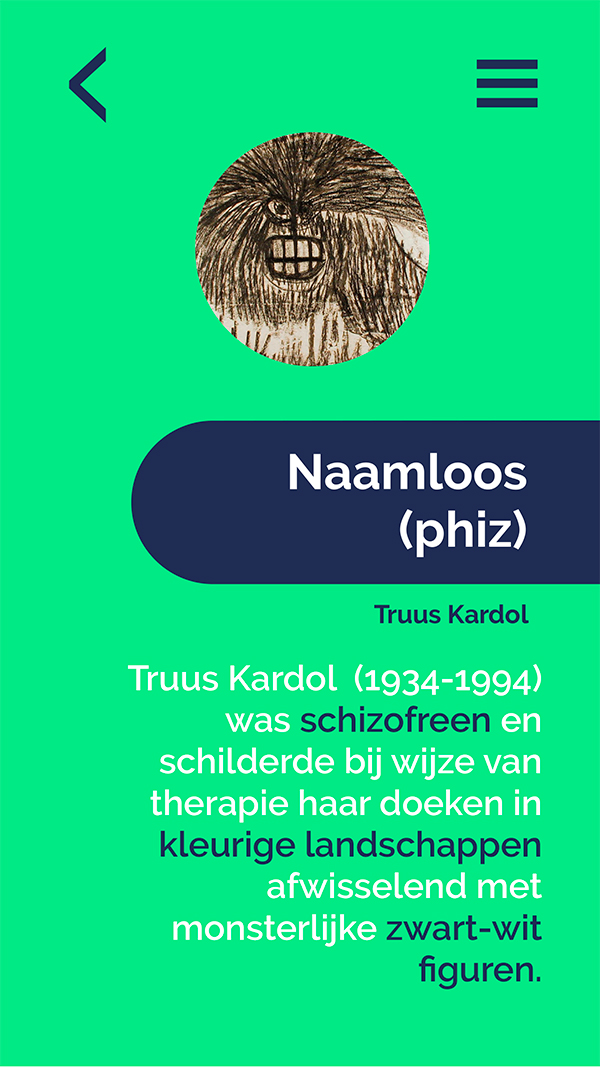 Naamloos
(phiz)
Truus Kardol
Truus Kardol (1934-1994)
was schizofreen en
schilderde bij wijze van
therapie haar doeken in
kleurige landschappen
afwisselend met
monsterlijke zwart-wit
figuren.